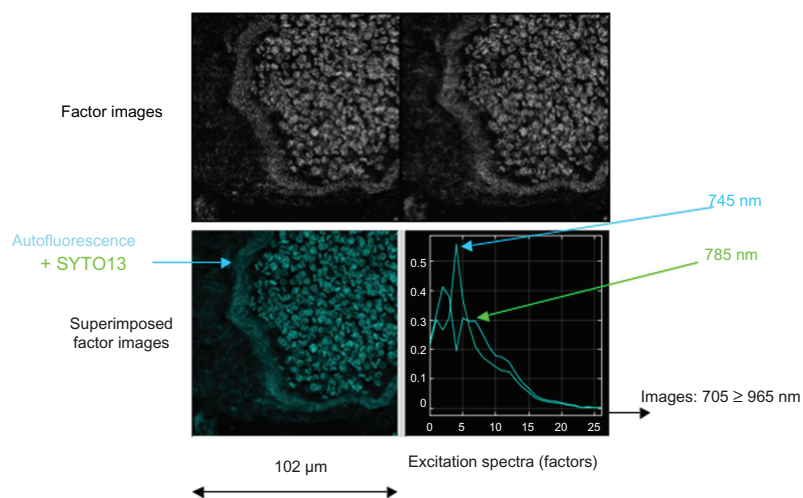 Factor images
745 nm
Autofluorescence
+ SYTO13
785 nm
Superimposed
factor images
0.5
0.4
0.3
0.2
0.1
0
0 5 10 15 20 25
Images: 705 ≥ 965 nm
102 µm
Excitation spectra (factors)